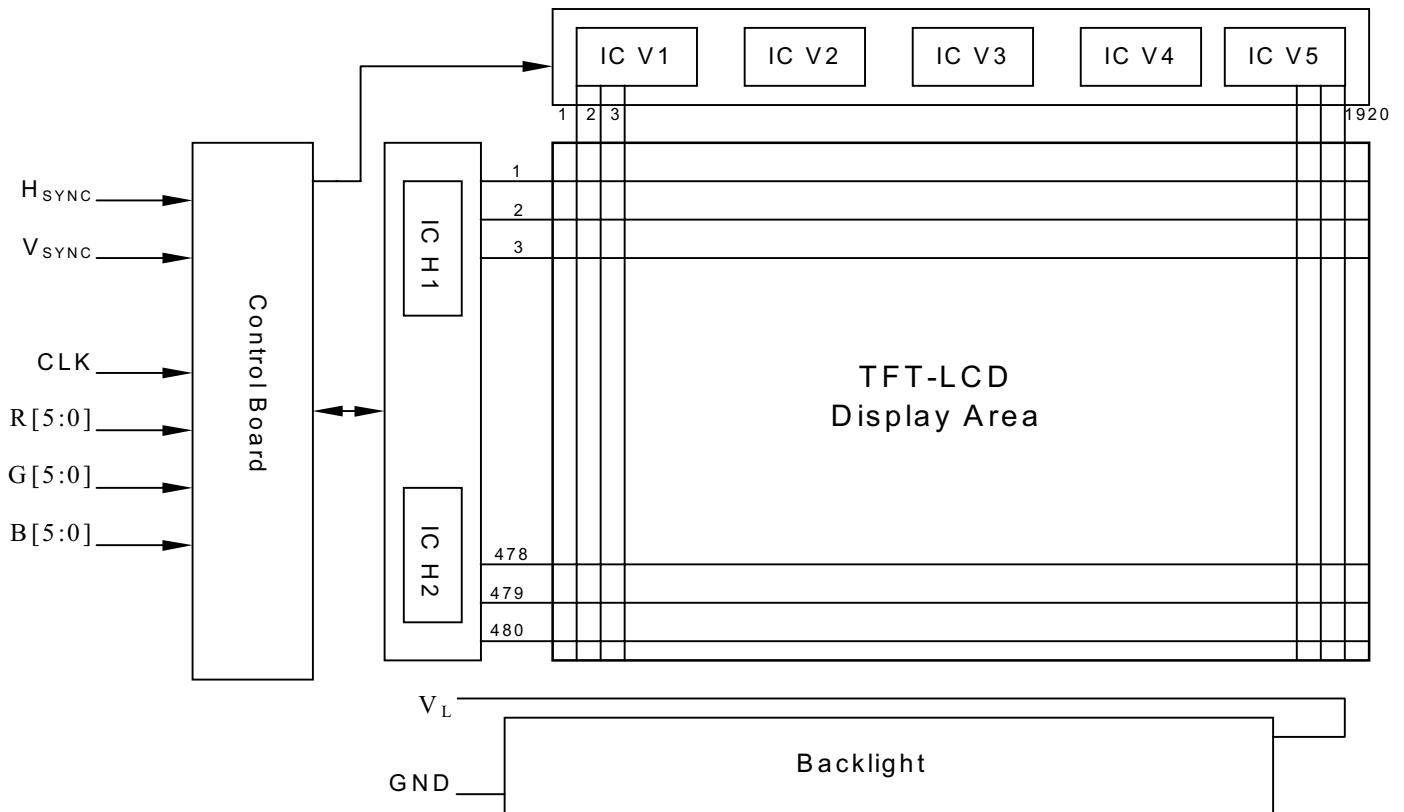 IC V1 IC V2 IC V3 IC V4 IC V5
1 2 3 1920
HSYNC
VSYNC
CLK
R[5:0]
G[5:0]
B[5:0]
Control Board
IC H1
IC H2
1
2
3
478
479
480
TFT-LCD
Display Area
VL
Backlight
GND